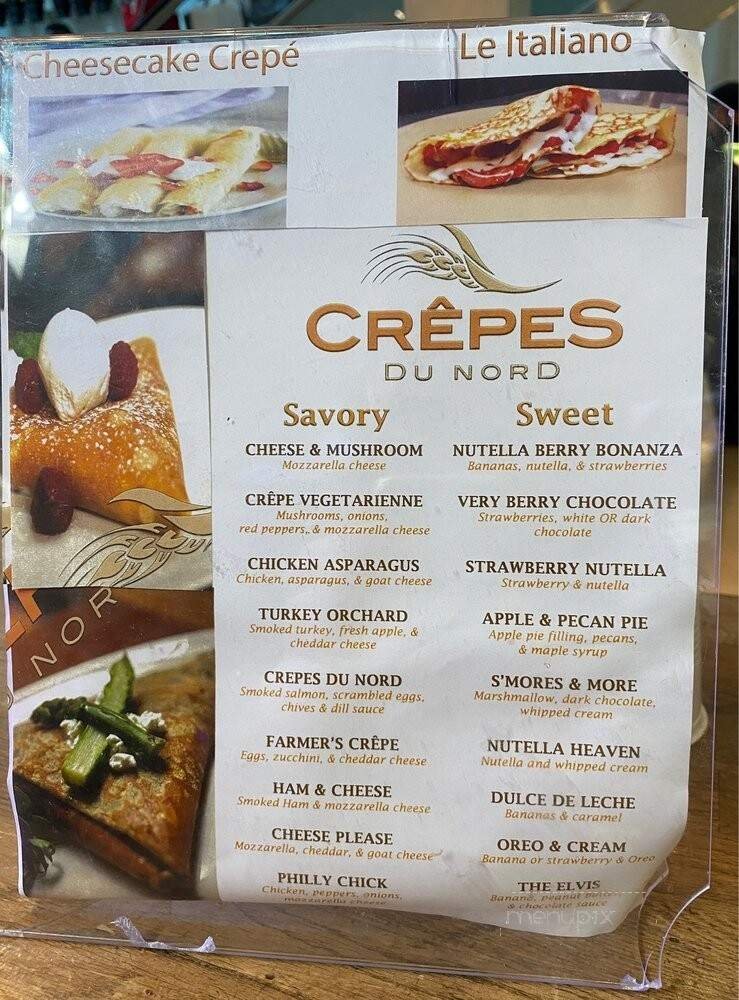 Cheesecake Crepé
Le Italiano
CRÊPES
DU NORD
Savory
CHEESE & MUSHROOM
Mozzarella cheese
CRÊPE VEGETARIENNE
Mushrooms, onions,
red peppers, & mozzarella cheese
CHICKEN ASPARAGUS
Chicken, asparagus, & goat cheese
TURKEY ORCHARD
Smoked turkey, fresh apple, &
cheddar cheese
CREPES DU NORD
Smoked salmon, scrambled eggs,
chives & dill sauce
FARMER'S CRÊPE
Eggs, zucchini, & cheddar cheese
HAM & CHEESE
Smoked Ham & mozzarella cheese
CHEESE PLEASE
Mozzarella, cheddar, & goat cheese
PHILLY CHICK
Chicken, peppers, onions,
mozzarella cheese
Sweet
NUTELLA BERRY BONANZA
Bananas, nutella, & strawberries
VERY BERRY CHOCOLATE
Strawberries, white OR dark
chocolate
STRAWBERRY NUTELLA
Strawberry & nutella
APPLE & PECAN PIE
Apple pie filling, pecans,
& maple syrup
S'MORES & MORE
Marshmallow, dark chocolate,
whipped cream
NUTELLA HEAVEN
Nutella and whipped cream
DULCE DE LECHE
Bananas & caramel
OREO & CREAM
Banana or strawberry & Oreo
THE ELVIS
Banana, peanut
& chocolate sauce
menupix
NOR